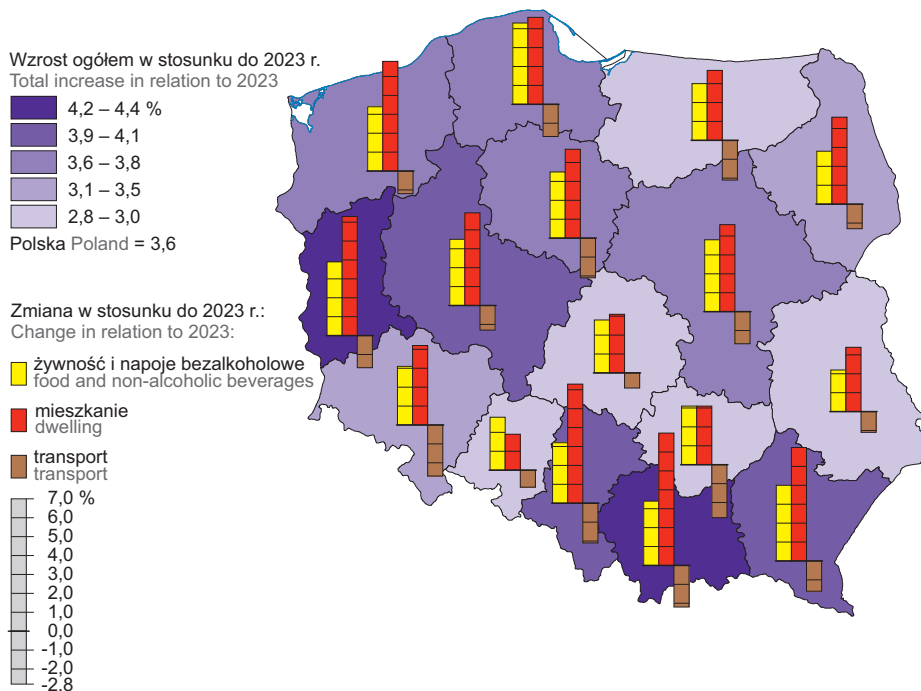 Wzrost ogółem w stosunku do 2023 r.
Total increase in relation to 2023
4,2 – 4,4 %
3,9 – 4,1
3,6 – 3,8
3,1 – 3,5
2,8 – 3,0
Polska Poland = 3,6
Zmiana w stosunku do 2023 r.:
Change in relation to 2023:
żywność i napoje bezalkoholowe
food and non-alcoholic beverages
mieszkanie
dwelling
transport
transport
7,0 %
6,0
5,0
4,0
3,0
2,0
1,0
0,0
-1,0
-2,0
-2,8